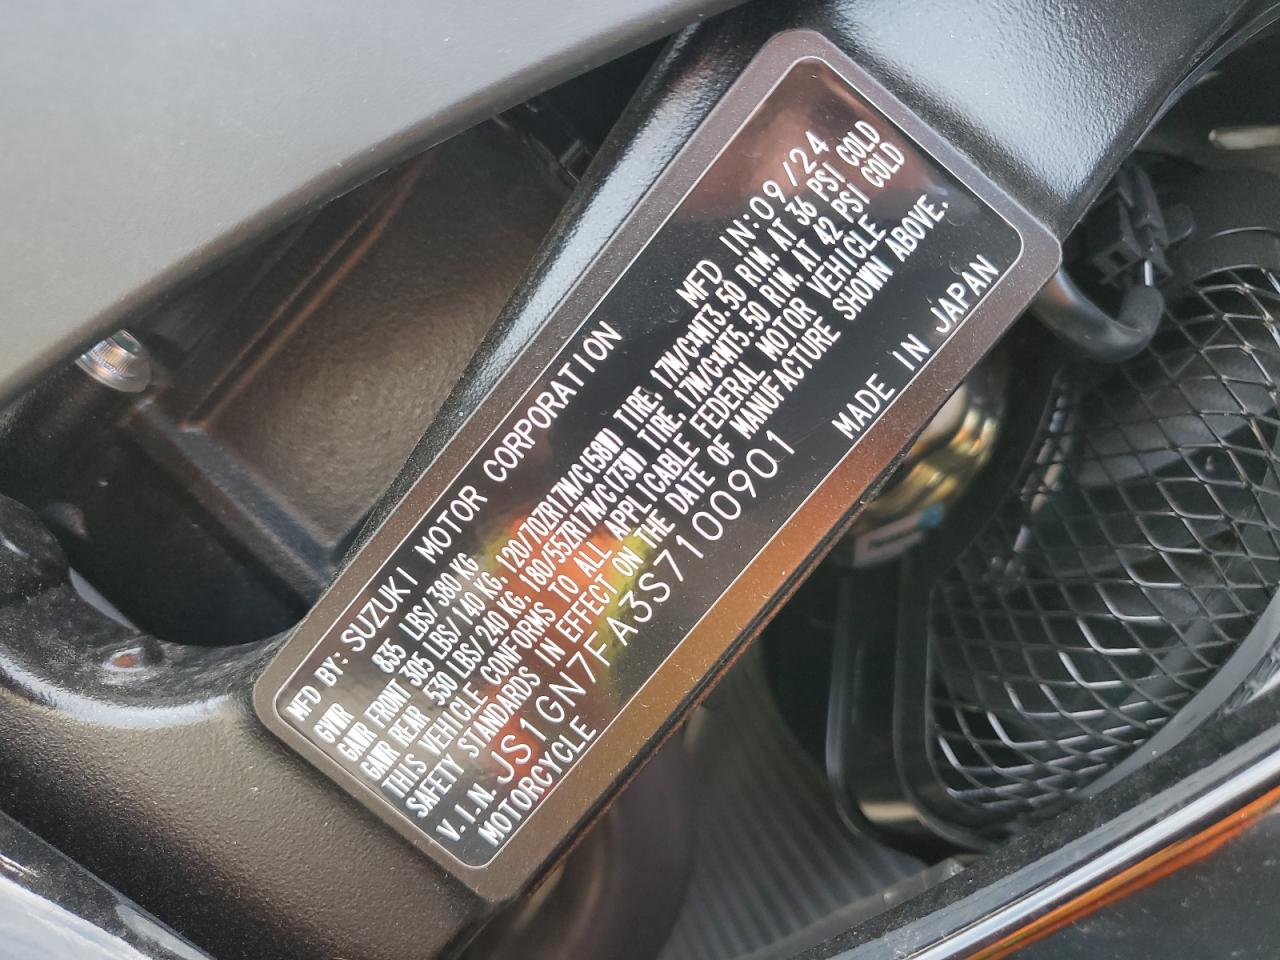 MFD BY: SUZUKI MOTOR CORPORATION MFD IN:09/24
GVWR 835 LBS/380 KG
GAWR FRONT 305 LBS/140 KG, 120/70ZR17M/C(58W) TIRE, 17M/CxMT3.50 RIM, AT 36 PSI COLD
GAWR REAR 530 LBS/240 KG, 180/55ZR17M/C(73W) TIRE, 17M/CxMT5.50 RIM, AT 42 PSI COLD
THIS VEHICLE CONFORMS TO ALL APPLICABLE FEDERAL MOTOR VEHICLE
SAFETY STANDARDS IN EFFECT ON THE DATE OF MANUFACTURE SHOWN ABOVE.
V.I.N. JS1GN7FA3S7100901
MOTORCYCLE MADE IN JAPAN